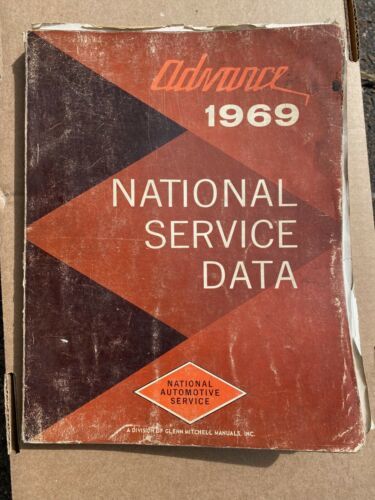 advance
1969
NATIONAL
SERVICE
DATA
NATIONAL
AUTOMOTIVE
SERVICE
A DIVISION OF GLENN MITCHELL MANUALS, INC.